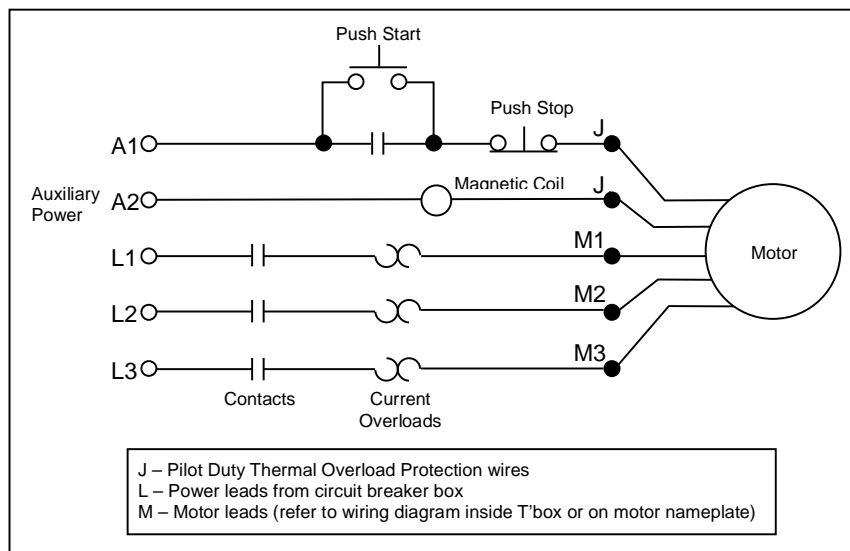 Push Start
Push Stop
A1
J
Auxiliary
Power
A2
Magnetic Coil
J
L1
M1
Motor
L2
M2
L3
M3
Contacts
Current
Overloads
J – Pilot Duty Thermal Overload Protection wires
L – Power leads from circuit breaker box
M – Motor leads (refer to wiring diagram inside T'box or on motor nameplate)